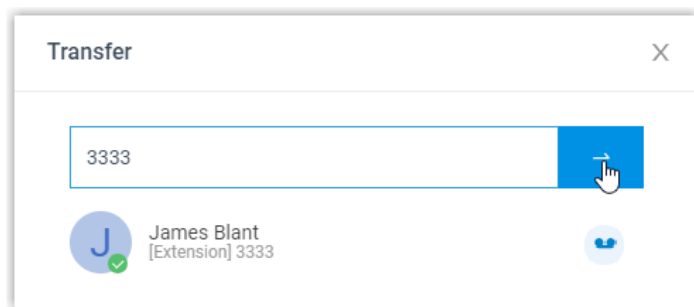 Transfer
X
3333
J
James Blant
[Extension] 3333